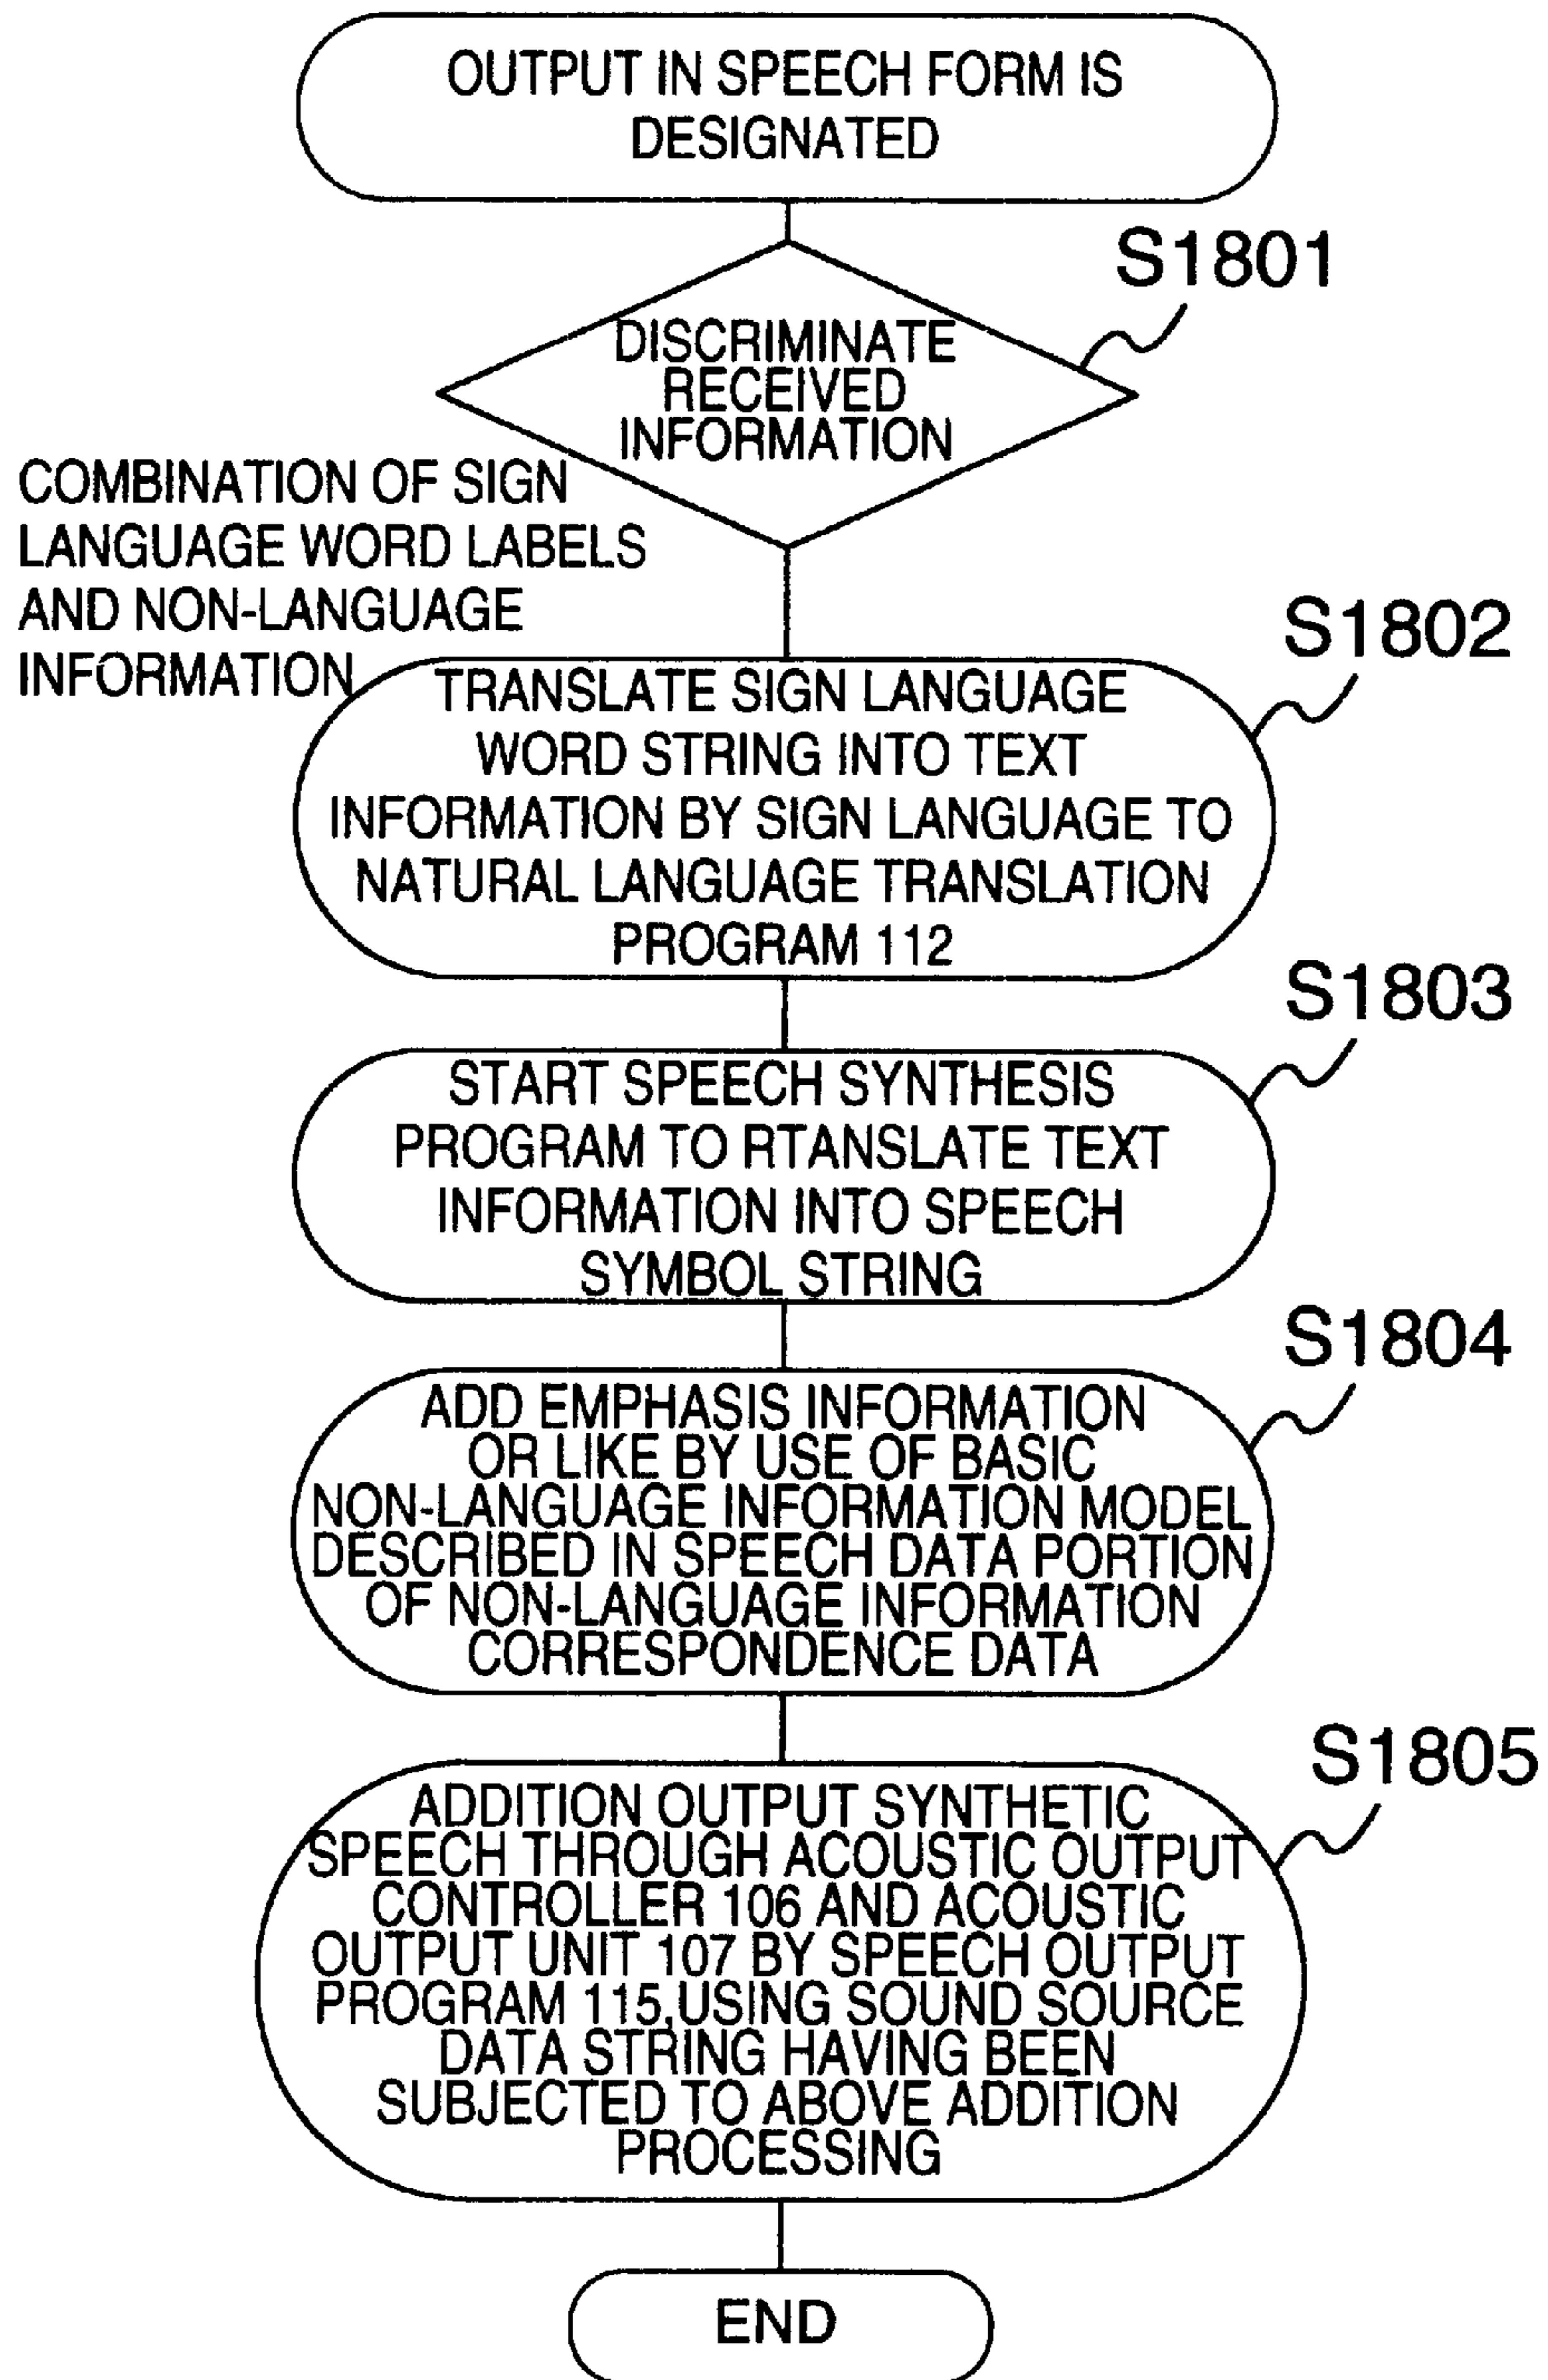 OUTPUT IN SPEECH FORM IS
DESIGNATED
S1801
DISCRIMINATE
RECEIVED
INFORMATION
COMBINATION OF SIGN
LANGUAGE WORD LABELS
AND NON-LANGUAGE
INFORMATION
S1802
TRANSLATE SIGN LANGUAGE
WORD STRING INTO TEXT
INFORMATION BY SIGN LANGUAGE TO
NATURAL LANGUAGE TRANSLATION
PROGRAM 112
S1803
START SPEECH SYNTHESIS
PROGRAM TO RTANSLATE TEXT
INFORMATION INTO SPEECH
SYMBOL STRING
S1804
ADD EMPHASIS INFORMATION
OR LIKE BY USE OF BASIC
NON-LANGUAGE INFORMATION MODEL
DESCRIBED IN SPEECH DATA PORTION
OF NON-LANGUAGE INFORMATION
CORRESPONDENCE DATA
S1805
ADDITION OUTPUT SYNTHETIC
SPEECH THROUGH ACOUSTIC OUTPUT
CONTROLLER 106 AND ACOUSTIC
OUTPUT UNIT 107 BY SPEECH OUTPUT
PROGRAM 115,USING SOUND SOURCE
DATA STRING HAVING BEEN
SUBJECTED TO ABOVE ADDITION
PROCESSING
END